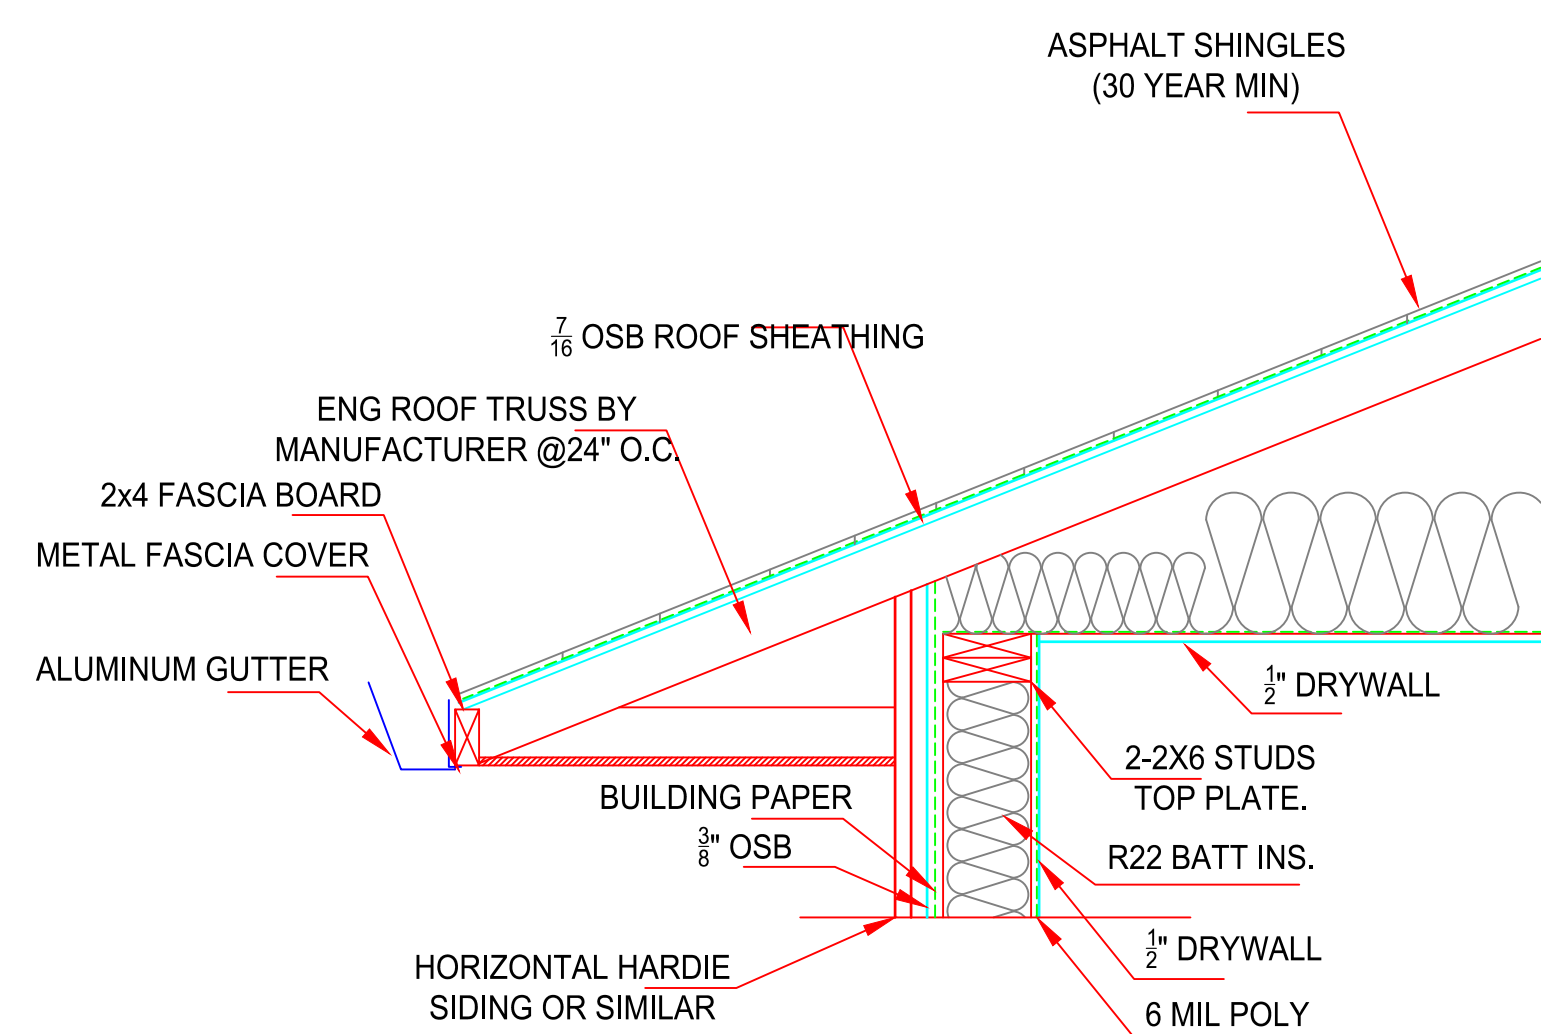 ASPHALT SHINGLES
(30 YEAR MIN)
7/16 OSB ROOF SHEATHING
ENG ROOF TRUSS BY
MANUFACTURER @24" O.C.
2x4 FASCIA BOARD
METAL FASCIA COVER
ALUMINUM GUTTER
1/2" DRYWALL
2-2X6 STUDS
TOP PLATE.
BUILDING PAPER
3/8" OSB
R22 BATT INS.
1/2" DRYWALL
HORIZONTAL HARDIE
SIDING OR SIMILAR
6 MIL POLY